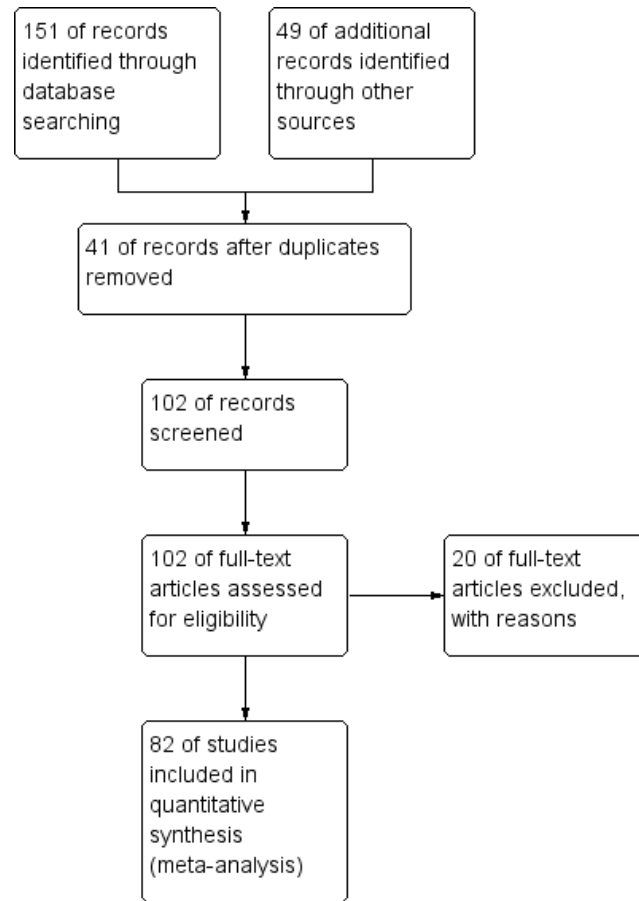 151 of records
identified through
database
searching
49 of additional
records identified
through other
sources
41 of records after duplicates
removed
102 of records
screened
102 of full-text
articles assessed
for eligibility
20 of full-text
articles excluded,
with reasons
82 of studies
included in
quantitative
synthesis
(meta-analysis)